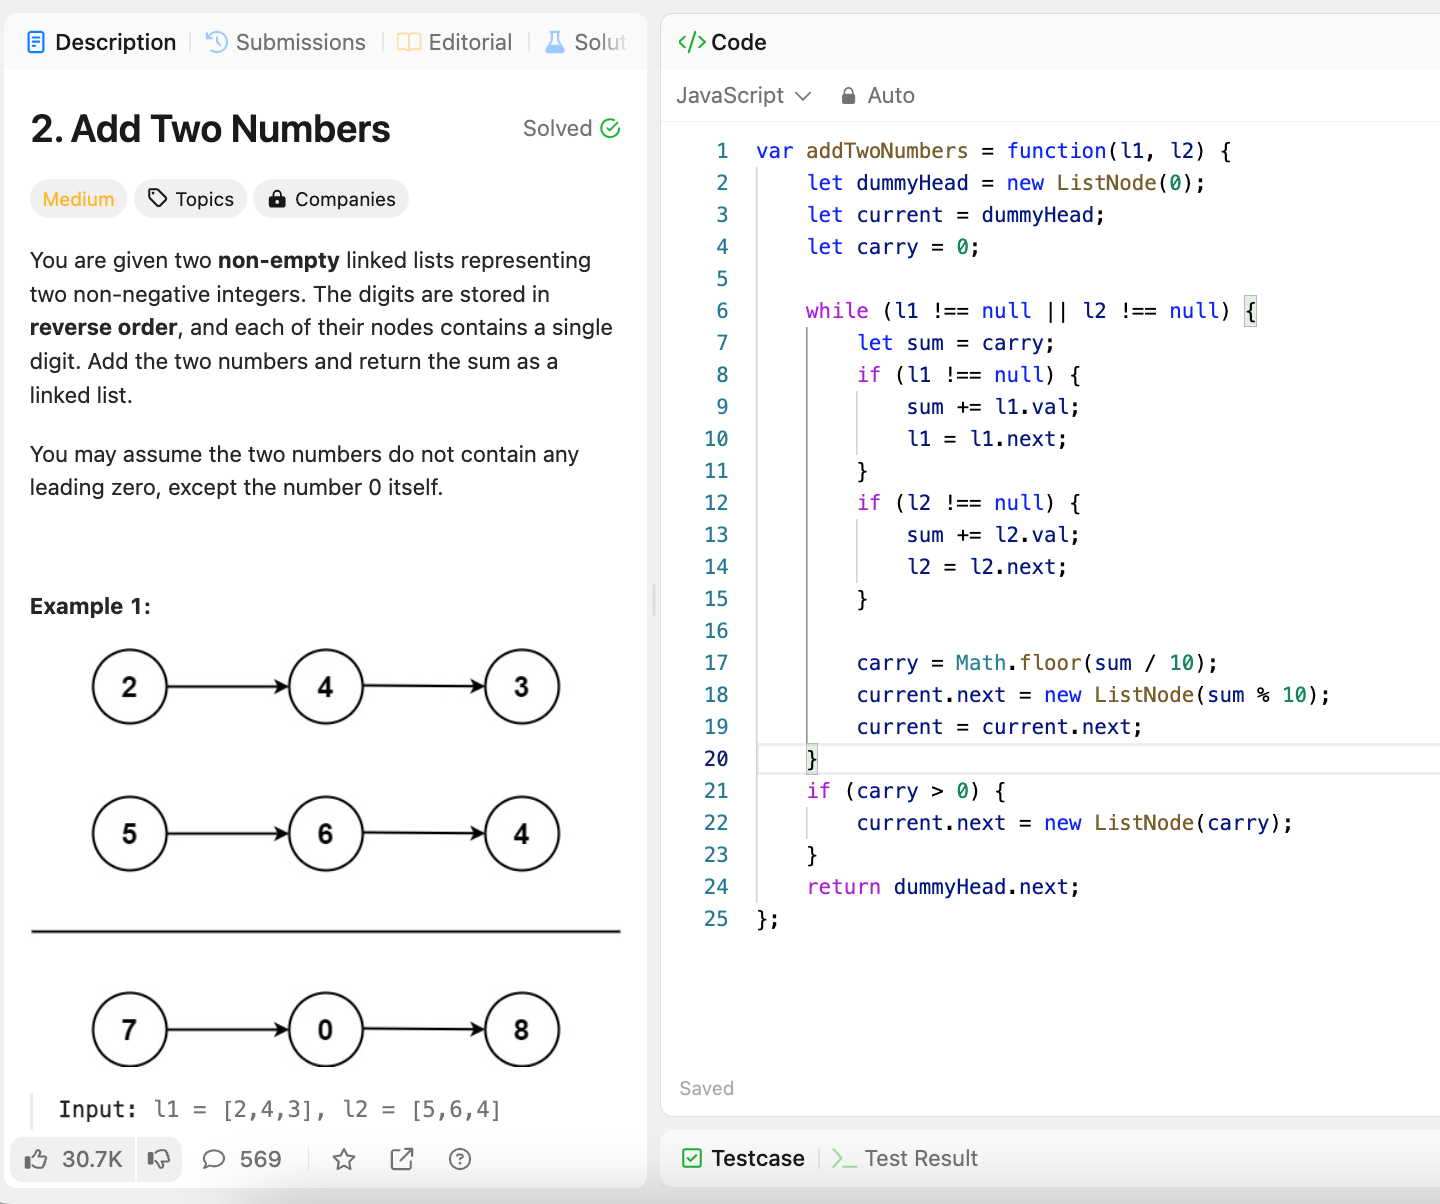 Description
Submissions
Editorial
Solut
2. Add Two Numbers
Solved
Medium
Topics
Companies
You are given two non-empty linked lists representing
two non-negative integers. The digits are stored in
reverse order, and each of their nodes contains a single
digit. Add the two numbers and return the sum as a
linked list.
You may assume the two numbers do not contain any
leading zero, except the number 0 itself.
Example 1:
2 4 3
5 6 4
7 0 8
Input: l1 = [2,4,3], l2 = [5,6,4]
30.7K
569
</> Code
JavaScript
Auto
1 var addTwoNumbers = function(l1, l2) {
2     let dummyHead = new ListNode(0);
3     let current = dummyHead;
4     let carry = 0;
5
6     while (l1 !== null || l2 !== null) {
7         let sum = carry;
8         if (l1 !== null) {
9             sum += l1.val;
10             l1 = l1.next;
11         }
12         if (l2 !== null) {
13             sum += l2.val;
14             l2 = l2.next;
15         }
16
17         carry = Math.floor(sum / 10);
18         current.next = new ListNode(sum % 10);
19         current = current.next;
20     }
21     if (carry > 0) {
22         current.next = new ListNode(carry);
23     }
24     return dummyHead.next;
25 };
Saved
Testcase
Test Result